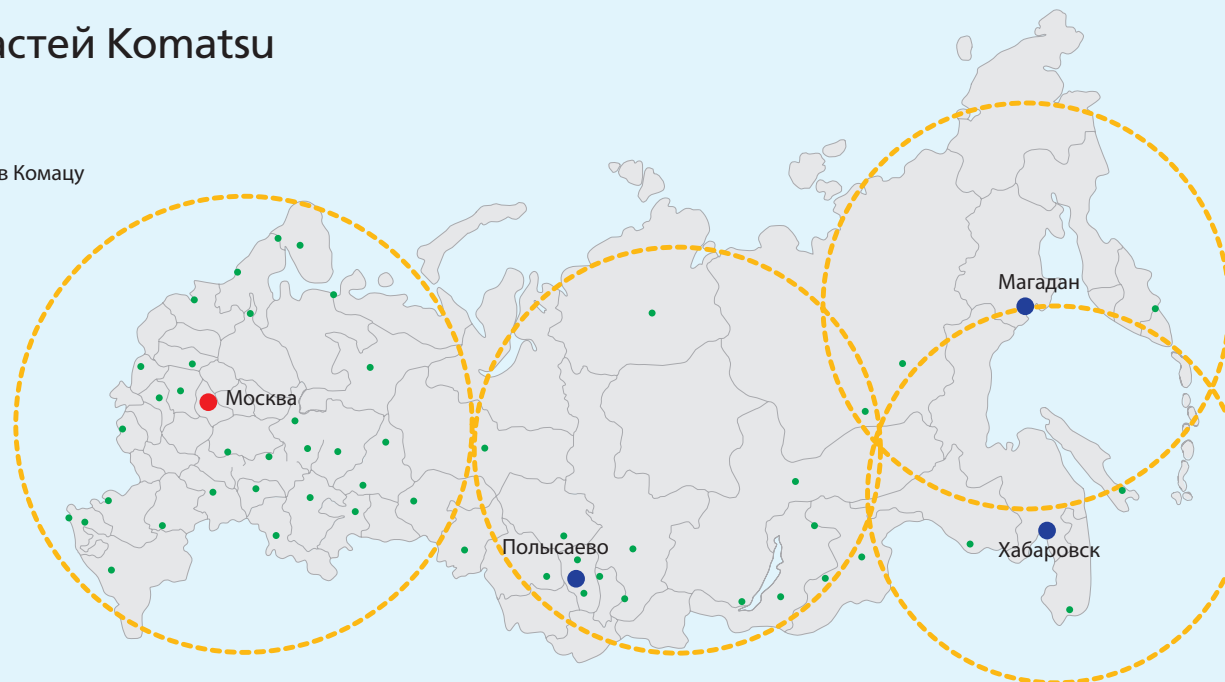 астей Komatsu
в Комацу
Магадан
Москва
Полысаево
Хабаровск